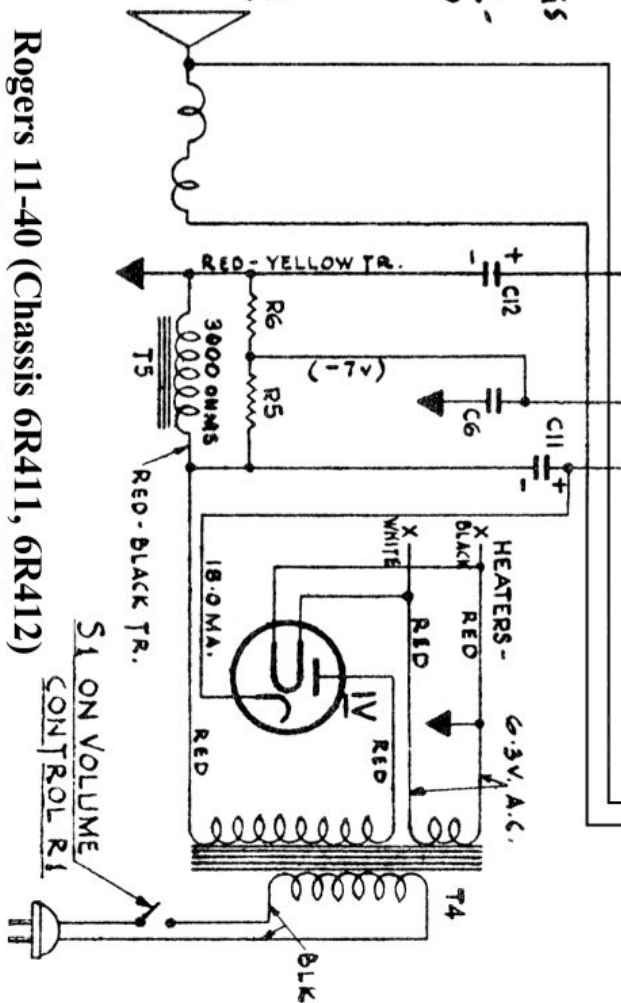 is
+
C12
-
C11
+
-
C6
HEATERS-
X BLACK
RED
6.3V, A.C.
X WHITE
RED
T4
RED-YELLOW TR.
(-7V)
1V
RED
BLK
R6
R5
18.0 MA.
RED
3000 OHMS
T5
RED-BLACK TR.
S1 ON VOLUME
CONTROL R1
Rogers 11-40 (Chassis 6R411, 6R412)